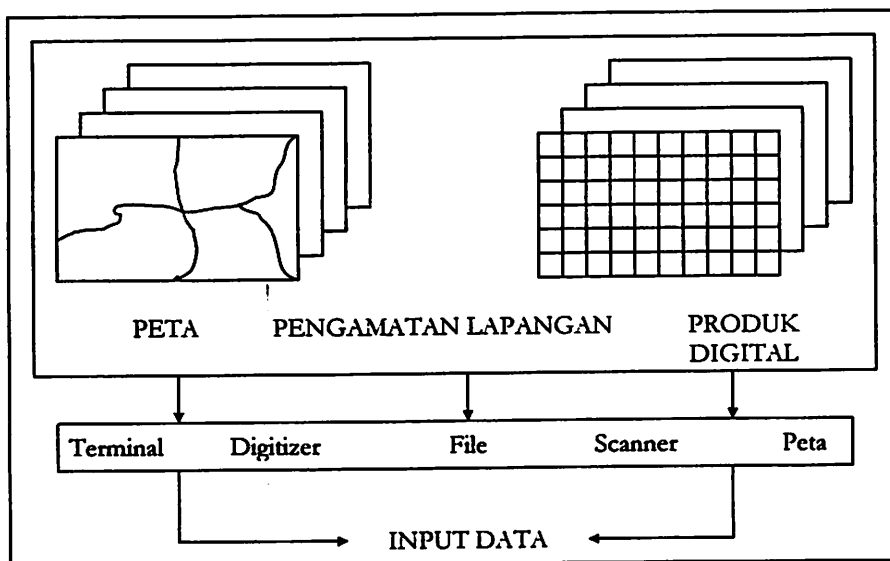 PETA PENGAMATAN LAPANGAN PRODUK
DIGITAL
Terminal Digitizer File Scanner Peta
INPUT DATA